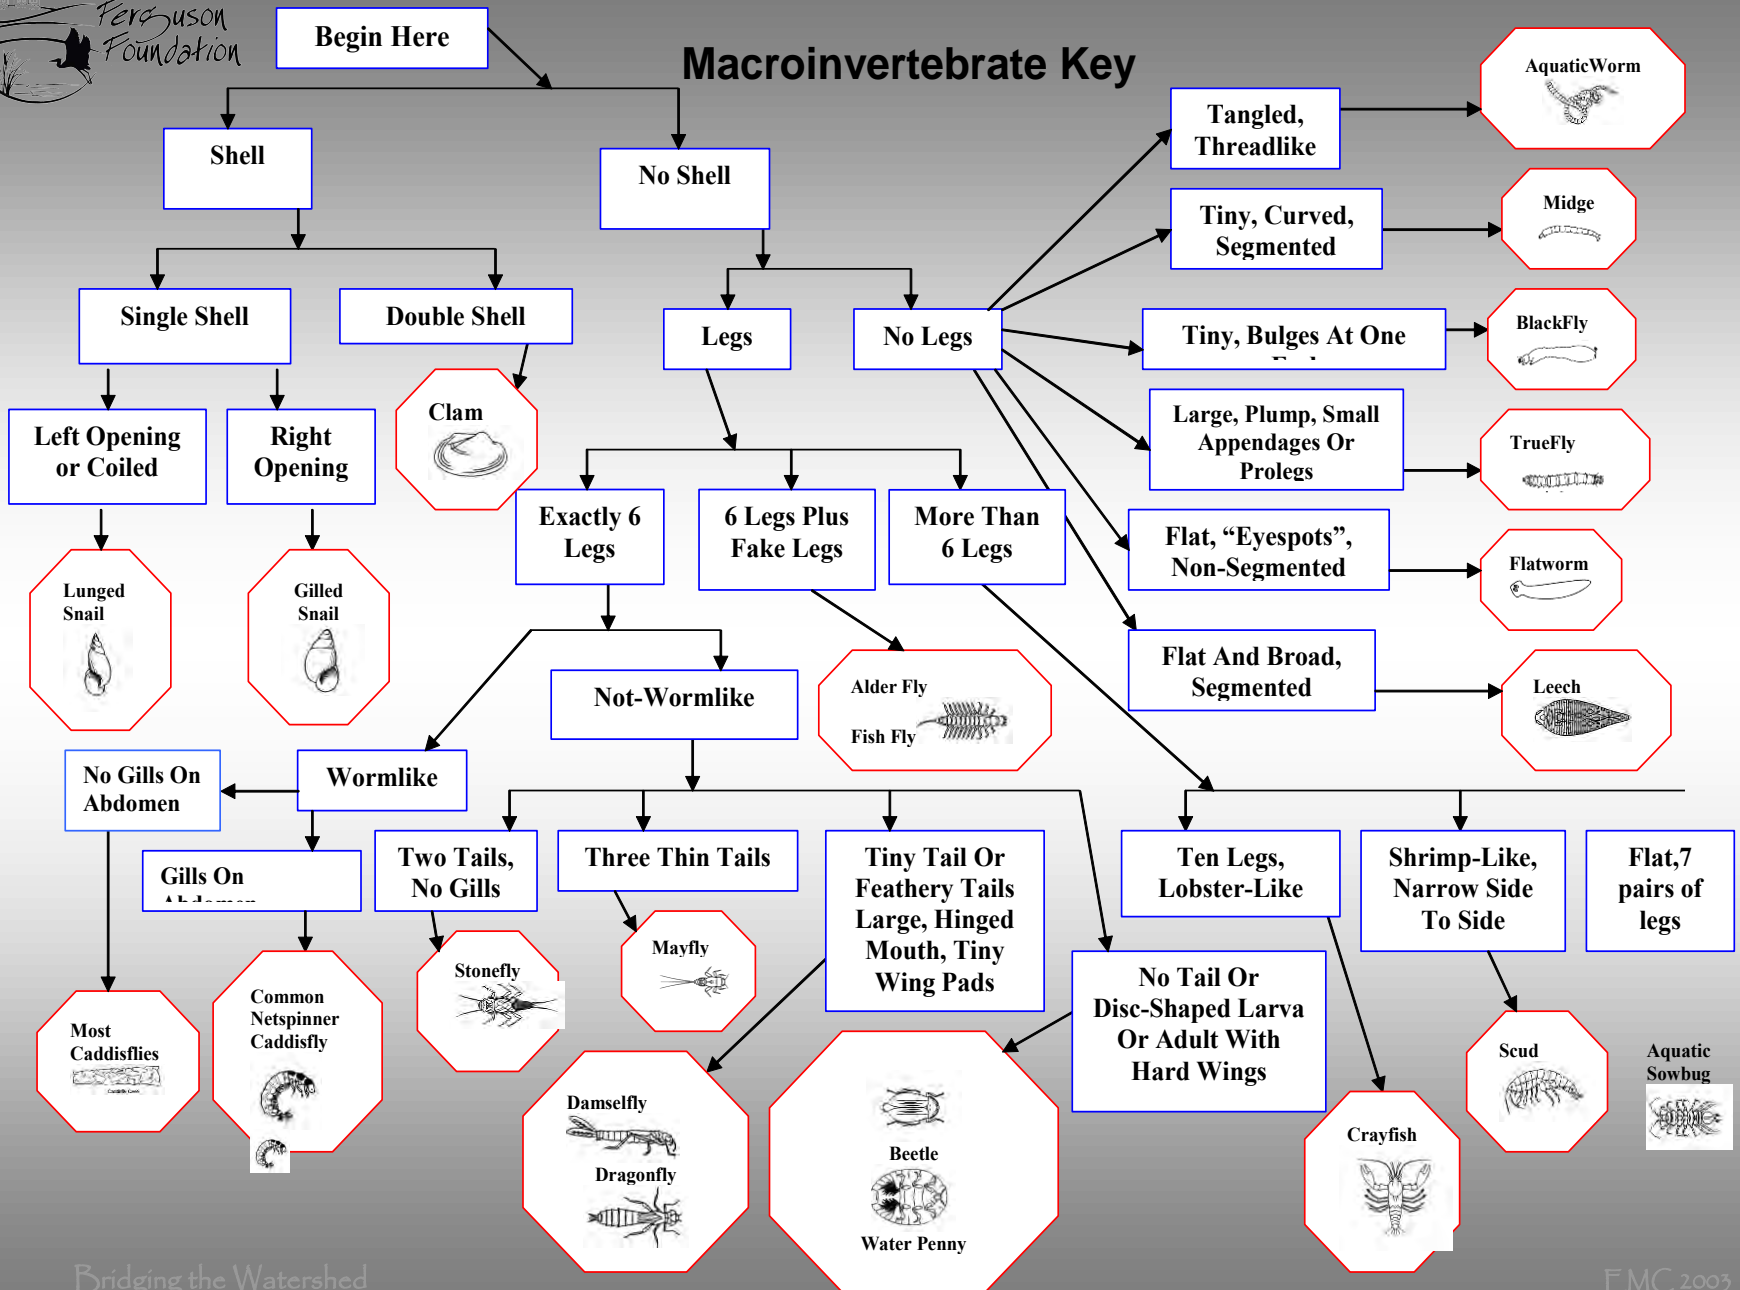 Ferguson
Foundation
Begin Here
Macroinvertebrate Key
Shell
No Shell
Single Shell
Double Shell
Legs
No Legs
Left Opening
or Coiled
Right
Opening
Clam
Lunged
Snail
Gilled
Snail
Exactly 6
Legs
6 Legs Plus
Fake Legs
More Than
6 Legs
Tangled,
Threadlike
AquaticWorm
Tiny, Curved,
Segmented
Midge
Tiny, Bulges At One
BlackFly
Large, Plump, Small
Appendages Or
Prolegs
TrueFly
Flat, “Eyespots”,
Non-Segmented
Flatworm
Flat And Broad,
Segmented
Leech
Alder Fly
Fish Fly
Not-Wormlike
Wormlike
No Gills On
Abdomen
Gills On
Abdomen
Most
Caddisflies
Common
Netspinner
Caddisfly
Two Tails,
No Gills
Stonefly
Three Thin Tails
Mayfly
Tiny Tail Or
Feathery Tails
Large, Hinged
Mouth, Tiny
Wing Pads
Damselfly
Dragonfly
No Tail Or
Disc-Shaped Larva
Or Adult With
Hard Wings
Beetle
Water Penny
Ten Legs,
Lobster-Like
Crayfish
Shrimp-Like,
Narrow Side
To Side
Scud
Flat,7
pairs of
legs
Aquatic
Sowbug
Bridging the Watershed
FMC 2003